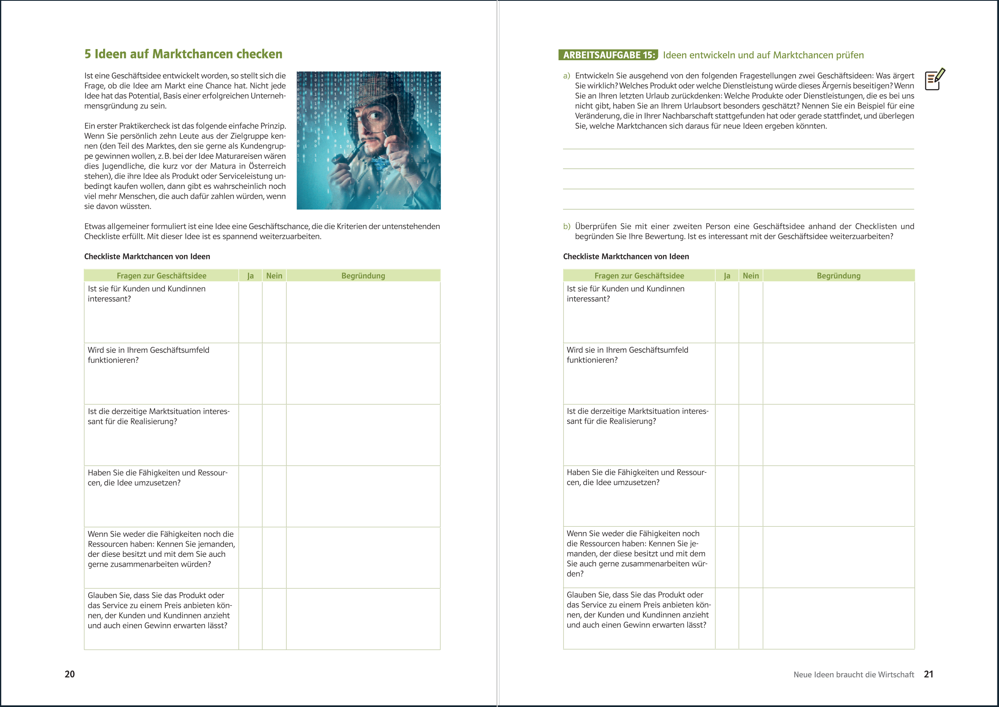 5 Ideen auf Marktchancen checken
Ist eine Geschäftsidee entwickelt worden, so stellt sich die
Frage, ob die Idee am Markt eine Chance hat. Nicht jede
Idee hat das Potential, Basis einer erfolgreichen Unterneh-
mensgründung zu sein.
Ein erster Praktikercheck ist das folgende einfache Prinzip.
Wenn Sie persönlich zehn Leute aus der Zielgruppe ken-
nen (den Teil des Marktes, den sie gerne als Kundengrup-
pe gewinnen wollen, z. B. bei der Idee Maturareisen wären
dies Jugendliche, die kurz vor der Matura in Österreich
stehen), die ihre Idee als Produkt oder Serviceleistung un-
bedingt kaufen wollen, dann gibt es wahrscheinlich noch
viel mehr Menschen, die auch dafür zahlen würden, wenn
sie davon wüssten.
Etwas allgemeiner formuliert ist eine Idee eine Geschäftschance, die die Kriterien der untenstehenden
Checkliste erfüllt. Mit dieser Idee ist es spannend weiterzuarbeiten.
Checkliste Marktchancen von Ideen
Fragen zur Geschäftsidee Ja Nein Begründung
Ist sie für Kunden und Kundinnen
interessant?
Wird sie in Ihrem Geschäftsumfeld
funktionieren?
Ist die derzeitige Marktsituation interes-
sant für die Realisierung?
Haben Sie die Fähigkeiten und Ressour-
cen, die Idee umzusetzen?
Wenn Sie weder die Fähigkeiten noch die
Ressourcen haben: Kennen Sie jemanden,
der diese besitzt und mit dem Sie auch
gerne zusammenarbeiten würden?
Glauben Sie, dass Sie das Produkt oder
das Service zu einem Preis anbieten kön-
nen, der Kunden und Kundinnen anzieht
und auch einen Gewinn erwarten lässt?
20
ARBEITSAUFGABE 15: Ideen entwickeln und auf Marktchancen prüfen
a) Entwickeln Sie ausgehend von den folgenden Fragestellungen zwei Geschäftsideen: Was ärgert
Sie wirklich? Welches Produkt oder welche Dienstleistung würde dieses Ärgernis beseitigen? Wenn
Sie an Ihren letzten Urlaub zurückdenken: Welche Produkte oder Dienstleistungen, die es bei uns
nicht gibt, haben Sie an Ihrem Urlaubsort besonders geschätzt? Nennen Sie ein Beispiel für eine
Veränderung, die in Ihrer Nachbarschaft stattgefunden hat oder gerade stattfindet, und überlegen
Sie, welche Marktchancen sich daraus für neue Ideen ergeben könnten.
b) Überprüfen Sie mit einer zweiten Person eine Geschäftsidee anhand der Checklisten und
begründen Sie Ihre Bewertung. Ist es interessant mit der Geschäftsidee weiterzuarbeiten?
Checkliste Marktchancen von Ideen
Fragen zur Geschäftsidee Ja Nein Begründung
Ist sie für Kunden und Kundinnen
interessant?
Wird sie in Ihrem Geschäftsumfeld
funktionieren?
Ist die derzeitige Marktsituation interes-
sant für die Realisierung?
Haben Sie die Fähigkeiten und Ressour-
cen, die Idee umzusetzen?
Wenn Sie weder die Fähigkeiten noch
die Ressourcen haben: Kennen Sie je-
manden, der diese besitzt und mit dem
Sie auch gerne zusammenarbeiten wür-
den?
Glauben Sie, dass Sie das Produkt oder
das Service zu einem Preis anbieten kön-
nen, der Kunden und Kundinnen anzieht
und auch einen Gewinn erwarten lässt?
Neue Ideen braucht die Wirtschaft 21